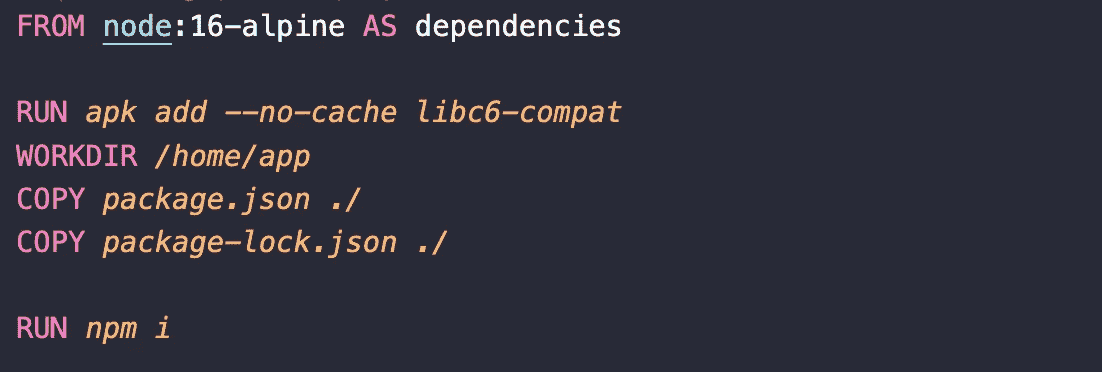 FROM node:16-alpine AS dependencies
RUN apk add --no-cache libc6-compat
WORKDIR /home/app
COPY package.json ./
COPY package-lock.json ./
RUN npm i